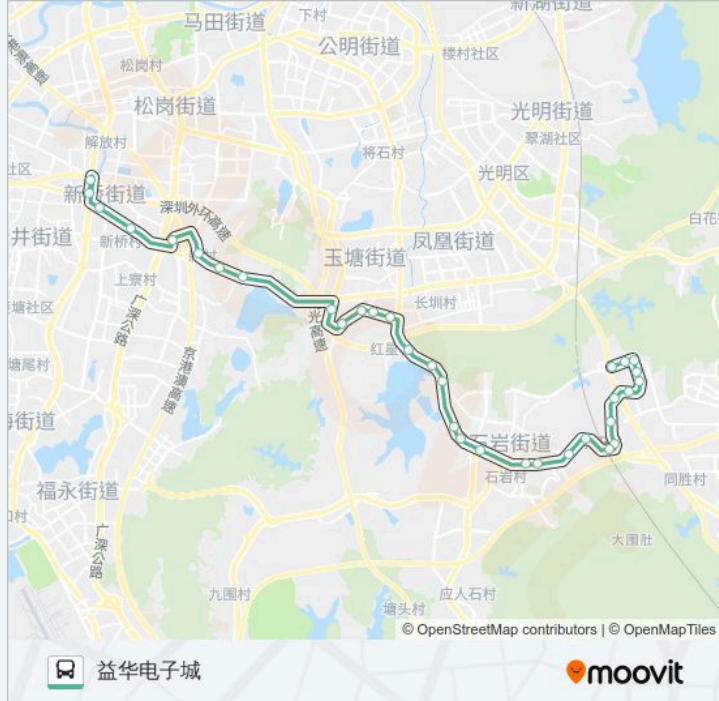 马田街道
下村
新湖街道
公明街道
楼村社区
松岗村
松岗街道
光明街道
翠湖社区
解放村
将石村
光明区
社区
新桥街道
深圳外环高速
白花
井街道
新桥村
凤凰街道
玉塘街道
上寮村
长圳村
塘社区
广深公路
光高速
红星
塘尾村
京港澳高速
海街道
石岩街道
石岩村
同胜村
福永街道
和村
大围肚
广深公路
九围村
应人石村
塘头村
© OpenStreetMap contributors | © OpenMapTiles
益华电子城
moovit